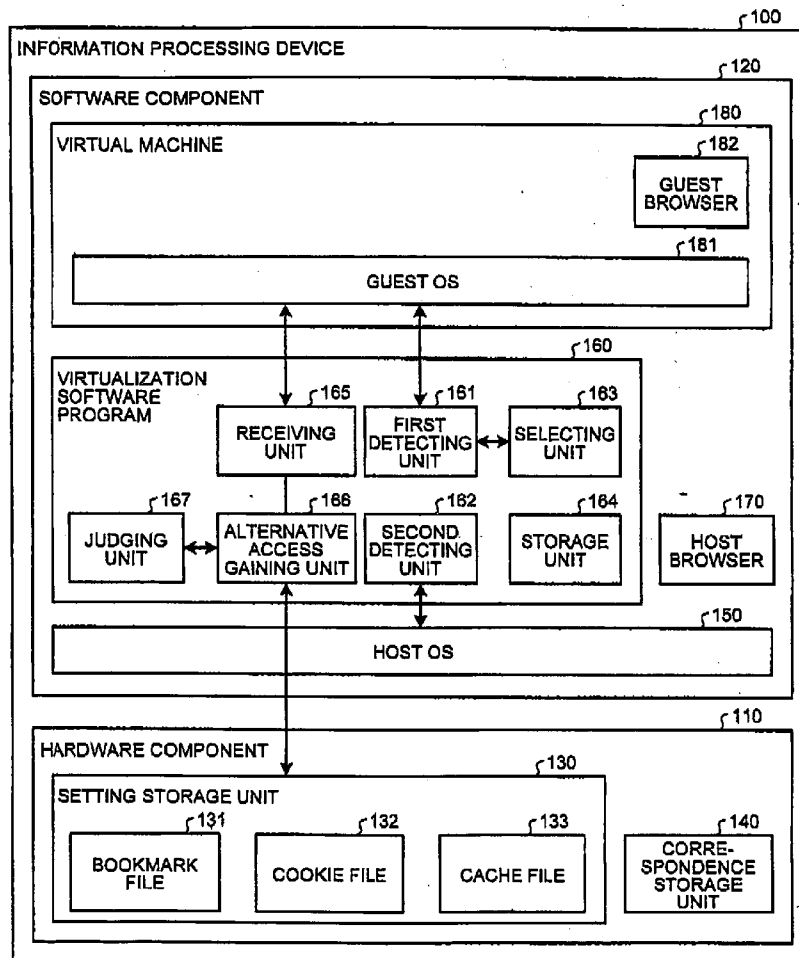 100
INFORMATION PROCESSING DEVICE
120
SOFTWARE COMPONENT
180
VIRTUAL MACHINE
182
GUEST
BROWSER
181
GUEST OS
160
VIRTUALIZATION
SOFTWARE
PROGRAM
165
RECEIVING
UNIT
161
FIRST
DETECTING
UNIT
163
SELECTING
UNIT
167
JUDGING
UNIT
166
ALTERNATIVE
ACCESS
GAINING UNIT
162
SECOND
DETECTING
UNIT
164
STORAGE
UNIT
170
HOST
BROWSER
150
HOST OS
110
HARDWARE COMPONENT
130
SETTING STORAGE UNIT
131
BOOKMARK
FILE
132
COOKIE FILE
133
CACHE FILE
140
CORRE-
SPONDENCE
STORAGE
UNIT